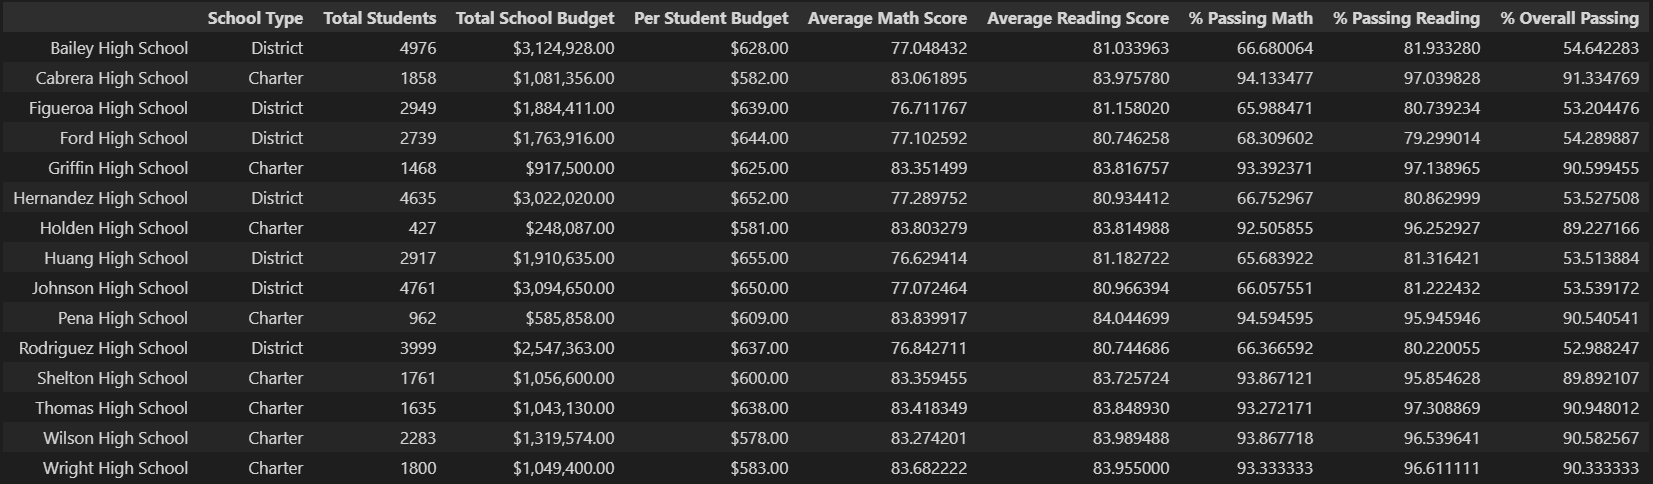 School Type Total Students Total School Budget Per Student Budget Average Math Score Average Reading Score % Passing Math % Passing Reading % Overall Passing
Bailey High School District 4976 $3,124,928.00 $628.00 77.048432 81.033963 66.680064 81.933280 54.642283
Cabrera High School Charter 1858 $1,081,356.00 $582.00 83.061895 83.975780 94.133477 97.039828 91.334769
Figueroa High School District 2949 $1,884,411.00 $639.00 76.711767 81.158020 65.988471 80.739234 53.204476
Ford High School District 2739 $1,763,916.00 $644.00 77.102592 80.746258 68.309602 79.299014 54.289887
Griffin High School Charter 1468 $917,500.00 $625.00 83.351499 83.816757 93.392371 97.138965 90.599455
Hernandez High School District 4635 $3,022,020.00 $652.00 77.289752 80.934412 66.752967 80.862999 53.527508
Holden High School Charter 427 $248,087.00 $581.00 83.803279 83.814988 92.505855 96.252927 89.227166
Huang High School District 2917 $1,910,635.00 $655.00 76.629414 81.182722 65.683922 81.316421 53.513884
Johnson High School District 4761 $3,094,650.00 $650.00 77.072464 80.966394 66.057551 81.222432 53.539172
Pena High School Charter 962 $585,858.00 $609.00 83.839917 84.044699 94.594595 95.945946 90.540541
Rodriguez High School District 3999 $2,547,363.00 $637.00 76.842711 80.744686 66.366592 80.220055 52.988247
Shelton High School Charter 1761 $1,056,600.00 $600.00 83.359455 83.725724 93.867121 95.854628 89.892107
Thomas High School Charter 1635 $1,043,130.00 $638.00 83.418349 83.848930 93.272171 97.308869 90.948012
Wilson High School Charter 2283 $1,319,574.00 $578.00 83.274201 83.989488 93.867718 96.539641 90.582567
Wright High School Charter 1800 $1,049,400.00 $583.00 83.682222 83.955000 93.333333 96.611111 90.333333